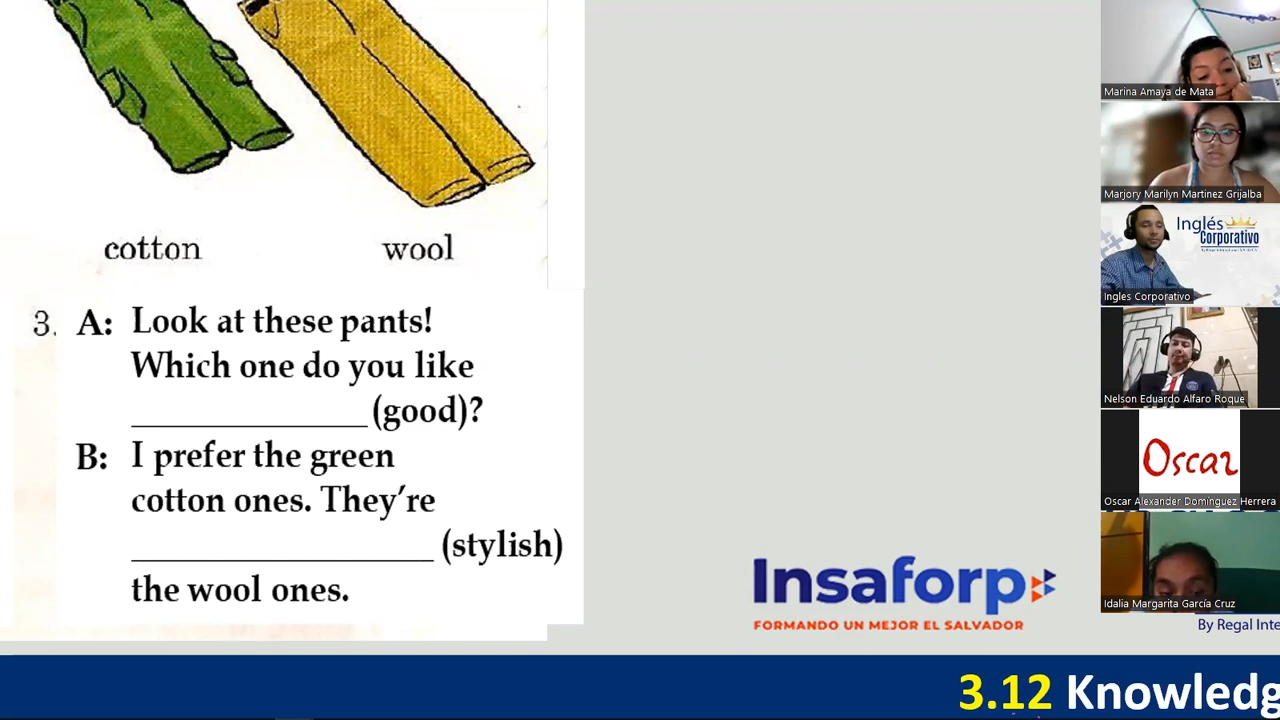 cotton wool
3. A: Look at these pants!
Which one do you like
____________ (good)?
B: I prefer the green
cotton ones. They're
________________ (stylish)
the wool ones.
Insaforp
FORMANDO UN MEJOR EL SALVADOR
By Regal Inte
3.12 Knowledg
Marina Amaya de Mata
Marjory Marilyn Martinez Grijalba
Inglés
Corporativo
Ingles Corporativo
Nelson Eduardo Alfaro Roque
Oscar
Oscar Alexander Domínguez Herrera
Idalia Margarita García Cruz